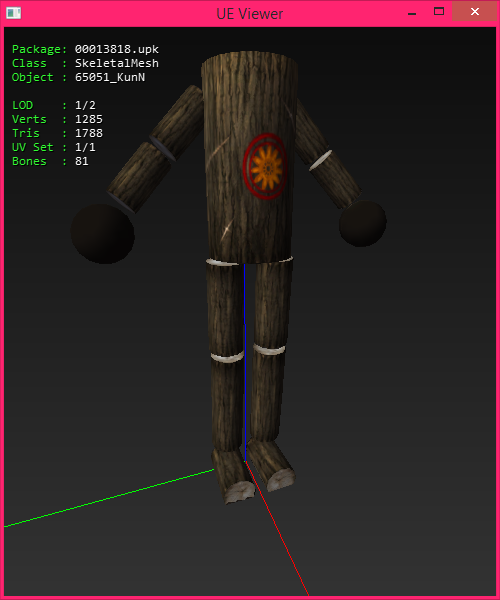 UE Viewer
Package: 00013818.upk
Class  : SkeletalMesh
Object : 65051_KunN
LOD    : 1/2
Verts  : 1285
Tris   : 1788
UV Set : 1/1
Bones  : 81